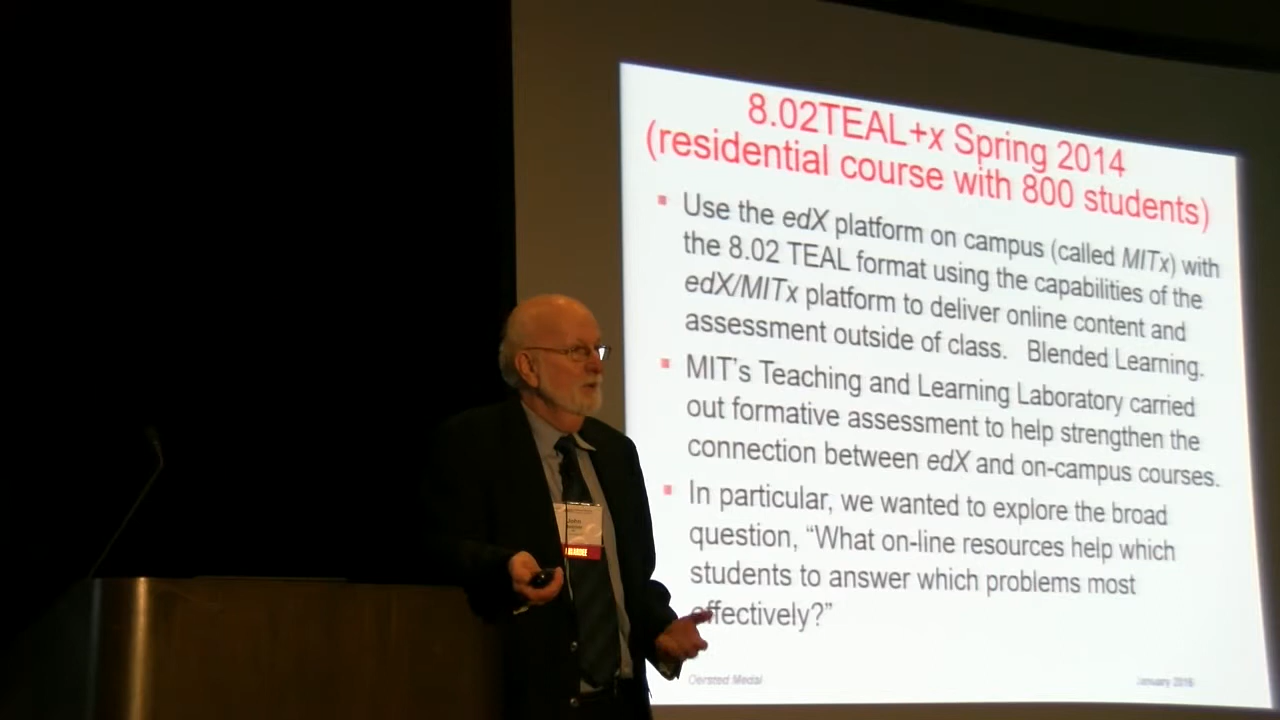 8.02TEAL+x Spring 2014
(residential course with 800 students)
Use the edX platform on campus (called MITx) with
the 8.02 TEAL format using the capabilities of the
edX/MITx platform to deliver online content and
assessment outside of class. Blended Learning.
MIT's Teaching and Learning Laboratory carried
out formative assessment to help strengthen the
connection between edX and on-campus courses.
In particular, we wanted to explore the broad
question, “What on-line resources help which
students to answer which problems most
effectively?”
Oersted Medal
January 2016
John